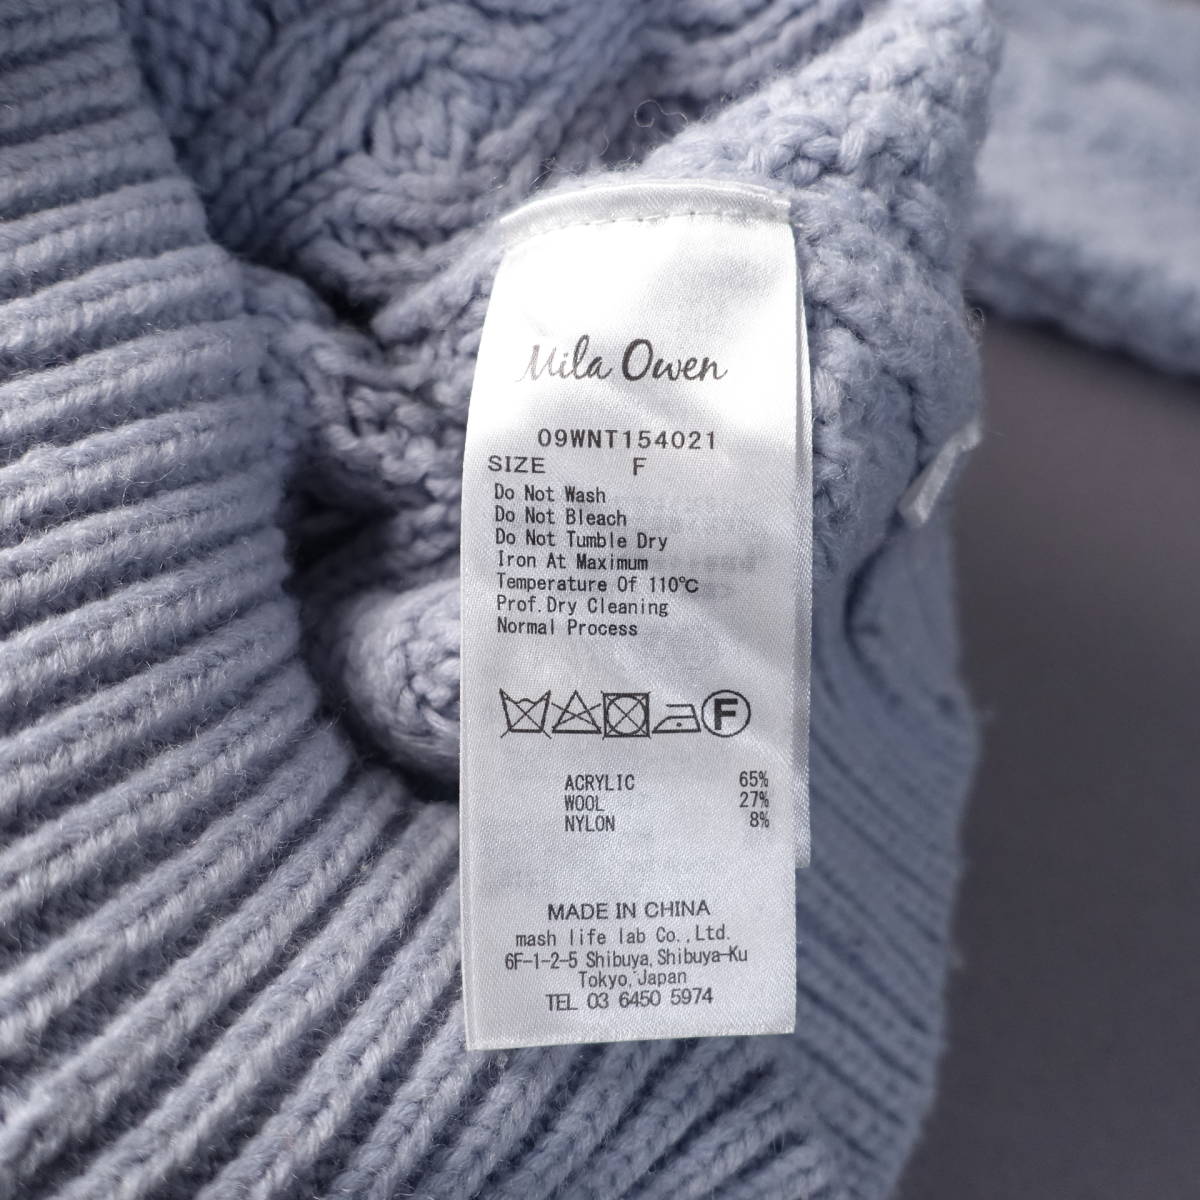 Mila Owen
09WNT154021
SIZE F
Do Not Wash
Do Not Bleach
Do Not Tumble Dry
Iron At Maximum
Temperature Of 110℃
Prof.Dry Cleaning
Normal Process
F
ACRYLIC 65%
WOOL 27%
NYLON 8%
MADE IN CHINA
mash life lab Co.,Ltd.
6F-1-2-5 Shibuya,Shibuya-Ku
Tokyo,Japan
TEL 03 6450 5974